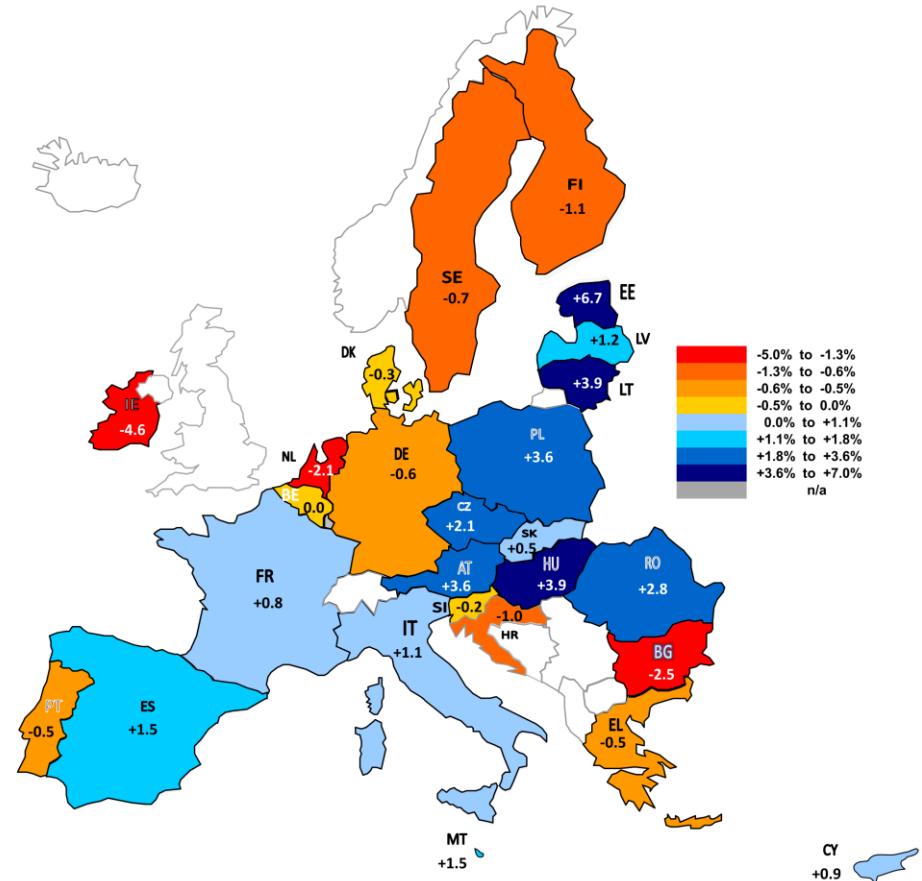 FI
-1.1
SE
-0.7
+6.7 EE
+1.2 LV
+3.9 LT
DK
-0.3
IE
-4.6
NL
-2.1
BE
0.0
DE
-0.6
PL
+3.6
CZ
+2.1
SK
+0.5
AT
+3.6
HU
+3.9
RO
+2.8
FR
+0.8
SI -0.2
-1.0
HR
IT
+1.1
BG
-2.5
PT
-0.5
ES
+1.5
EL
-0.5
MT
+1.5
CY
+0.9
-5.0% to -1.3%
-1.3% to -0.6%
-0.6% to -0.5%
-0.5% to 0.0%
0.0% to +1.1%
+1.1% to +1.8%
+1.8% to +3.6%
+3.6% to +7.0%
n/a